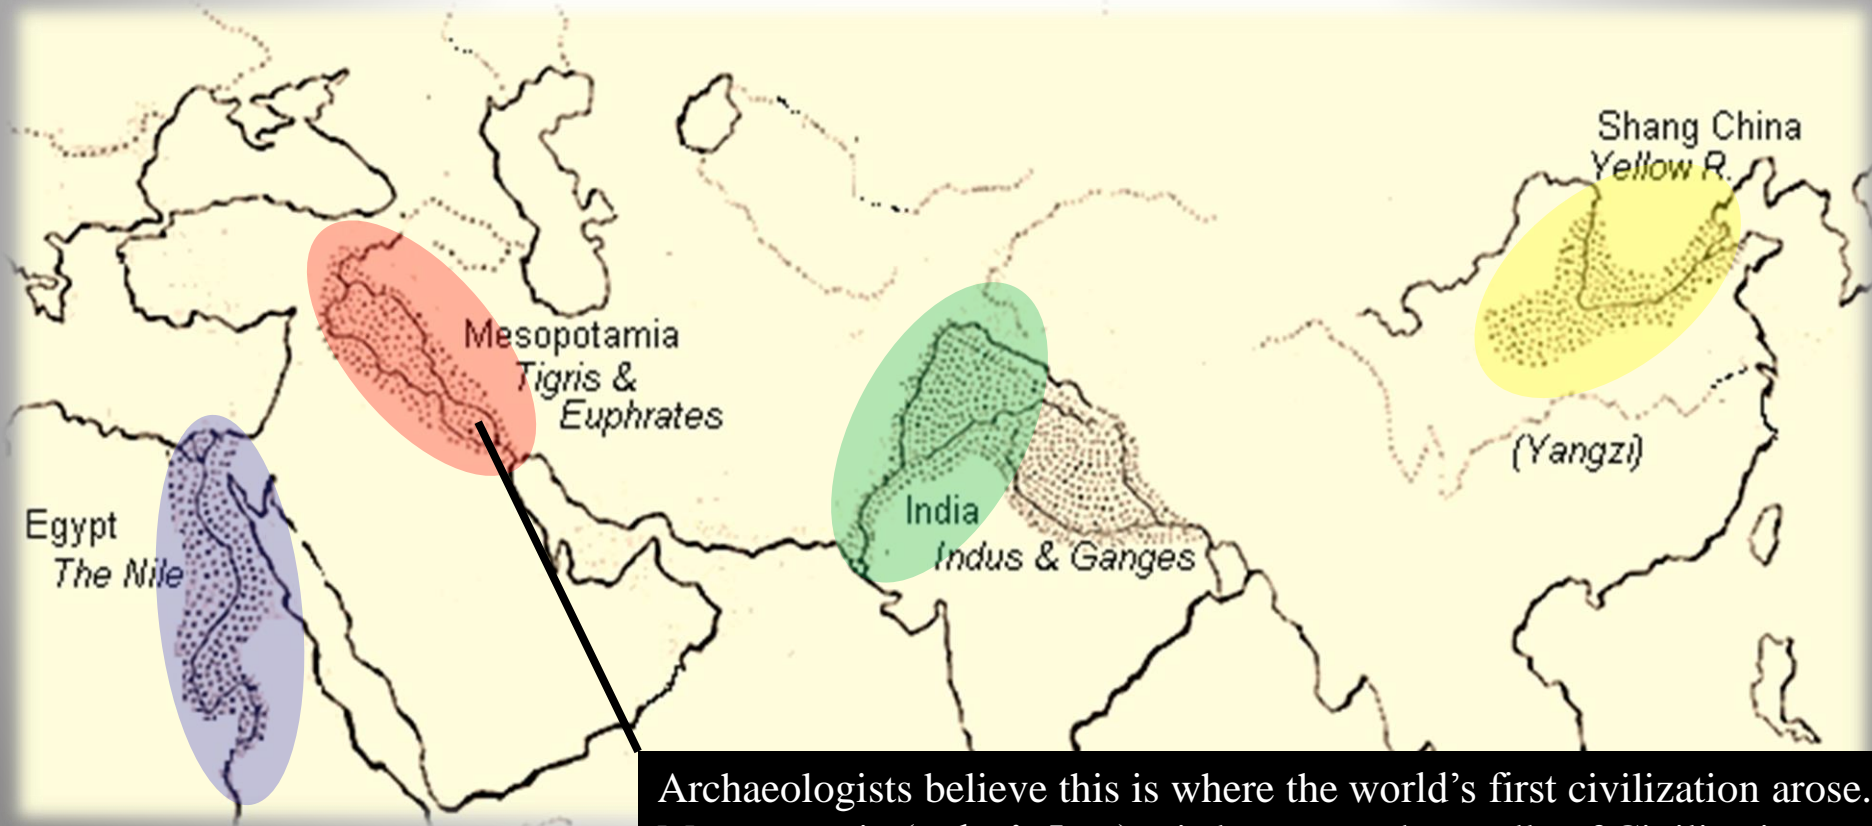 Shang China
Yellow R.
Mesopotamia
Tigris &
Euphrates
(Yangzi)
India
Indus & Ganges
Egypt
The Nile
Archaeologists believe this is where the world’s first civilization arose.